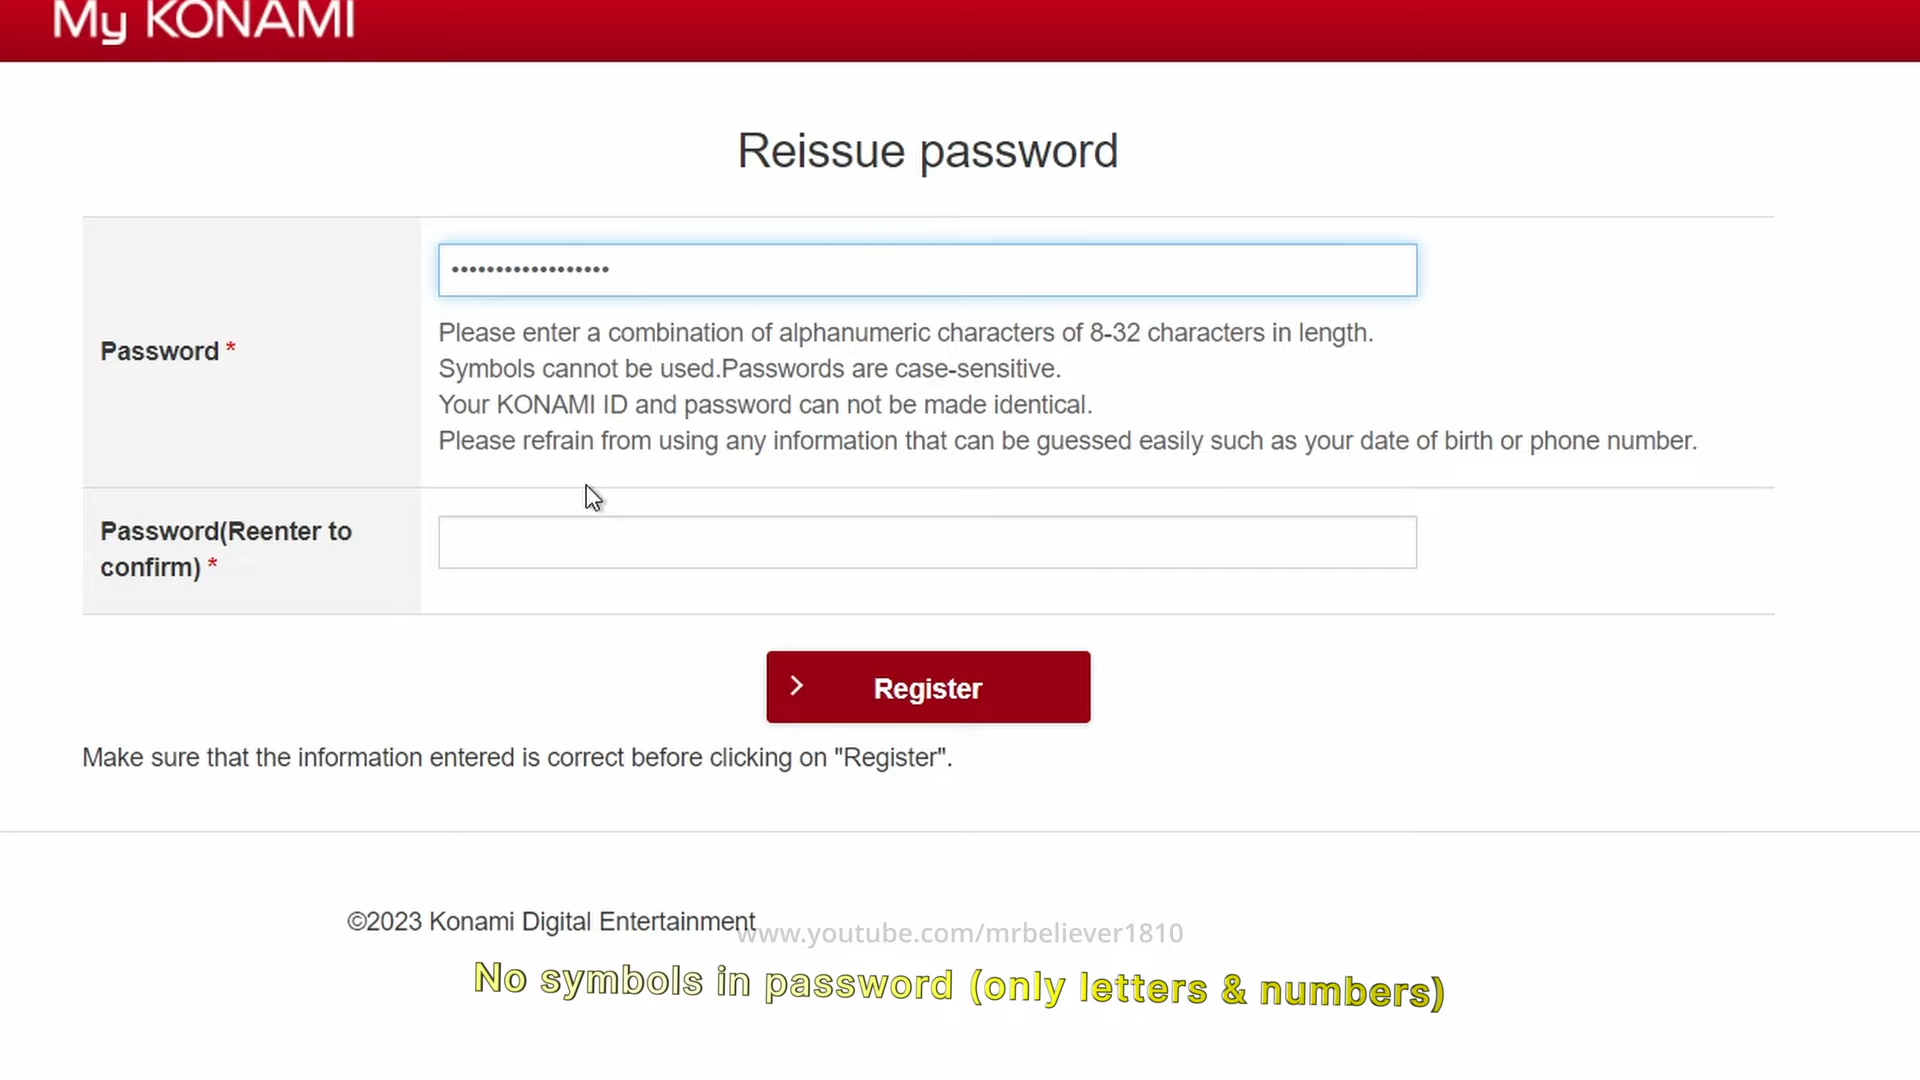 My KONAMI
Reissue password
••••••••••••••••••
Password *
Please enter a combination of alphanumeric characters of 8-32 characters in length.
Symbols cannot be used.Passwords are case-sensitive.
Your KONAMI ID and password can not be made identical.
Please refrain from using any information that can be guessed easily such as your date of birth or phone number.
Password(Reenter to
confirm) *
Register
Make sure that the information entered is correct before clicking on "Register".
©2023 Konami Digital Entertainment
www.youtube.com/mrbeliever1810
No symbols in password (only letters & numbers)